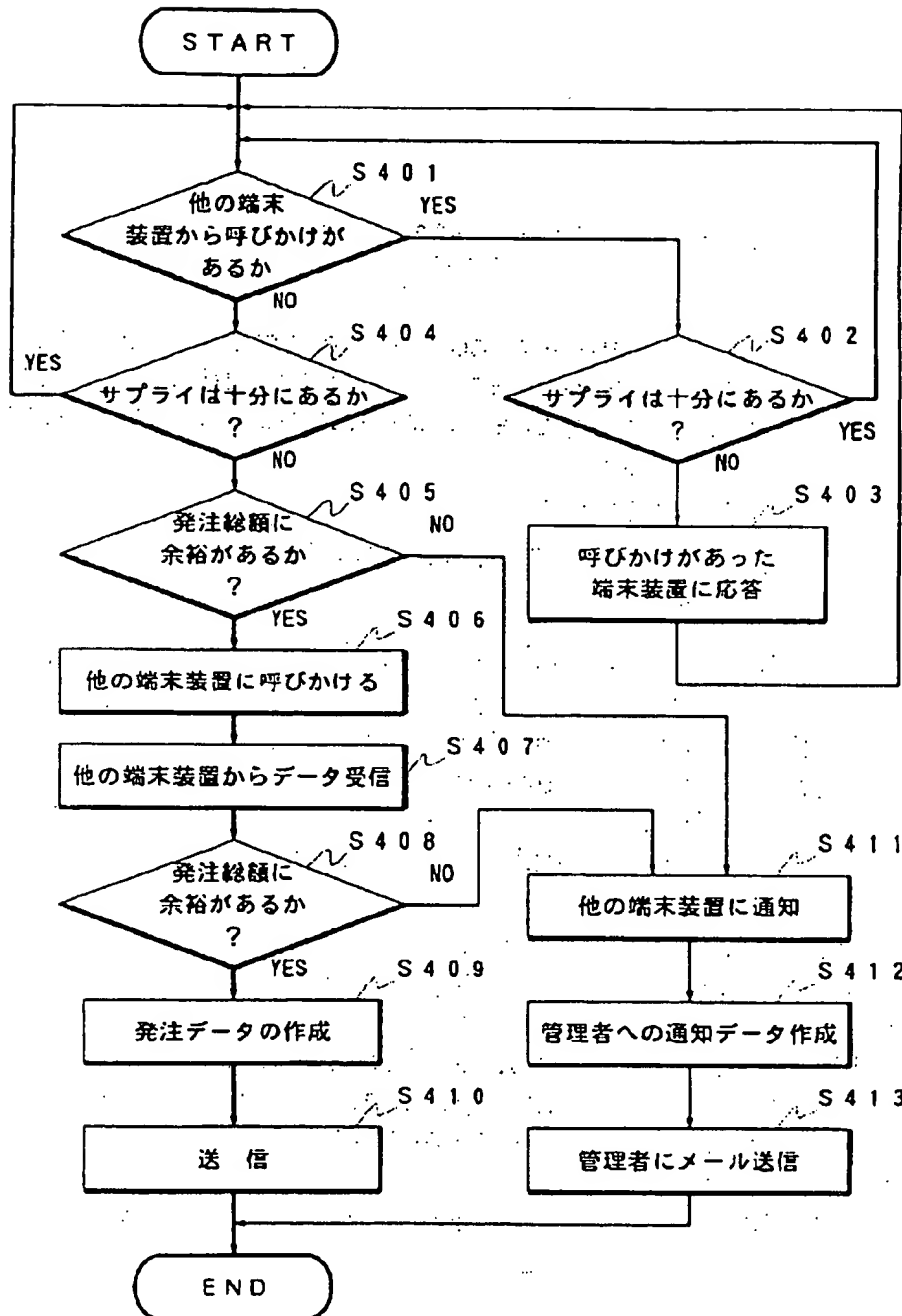 START
S401
他の端末
装置から呼びかけが
あるか
YES
NO
S404
サプライは十分にあるか
?
YES
NO
S402
サプライは十分にあるか
?
YES
NO
S403
呼びかけがあった
端末装置に応答
S405
発注総額に
余裕があるか
?
NO
YES
S406
他の端末装置に呼びかける
S407
他の端末装置からデータ受信
S408
発注総額に
余裕があるか
?
NO
YES
S409
発注データの作成
S410
送信
S411
他の端末装置に通知
S412
管理者への通知データ作成
S413
管理者にメール送信
END